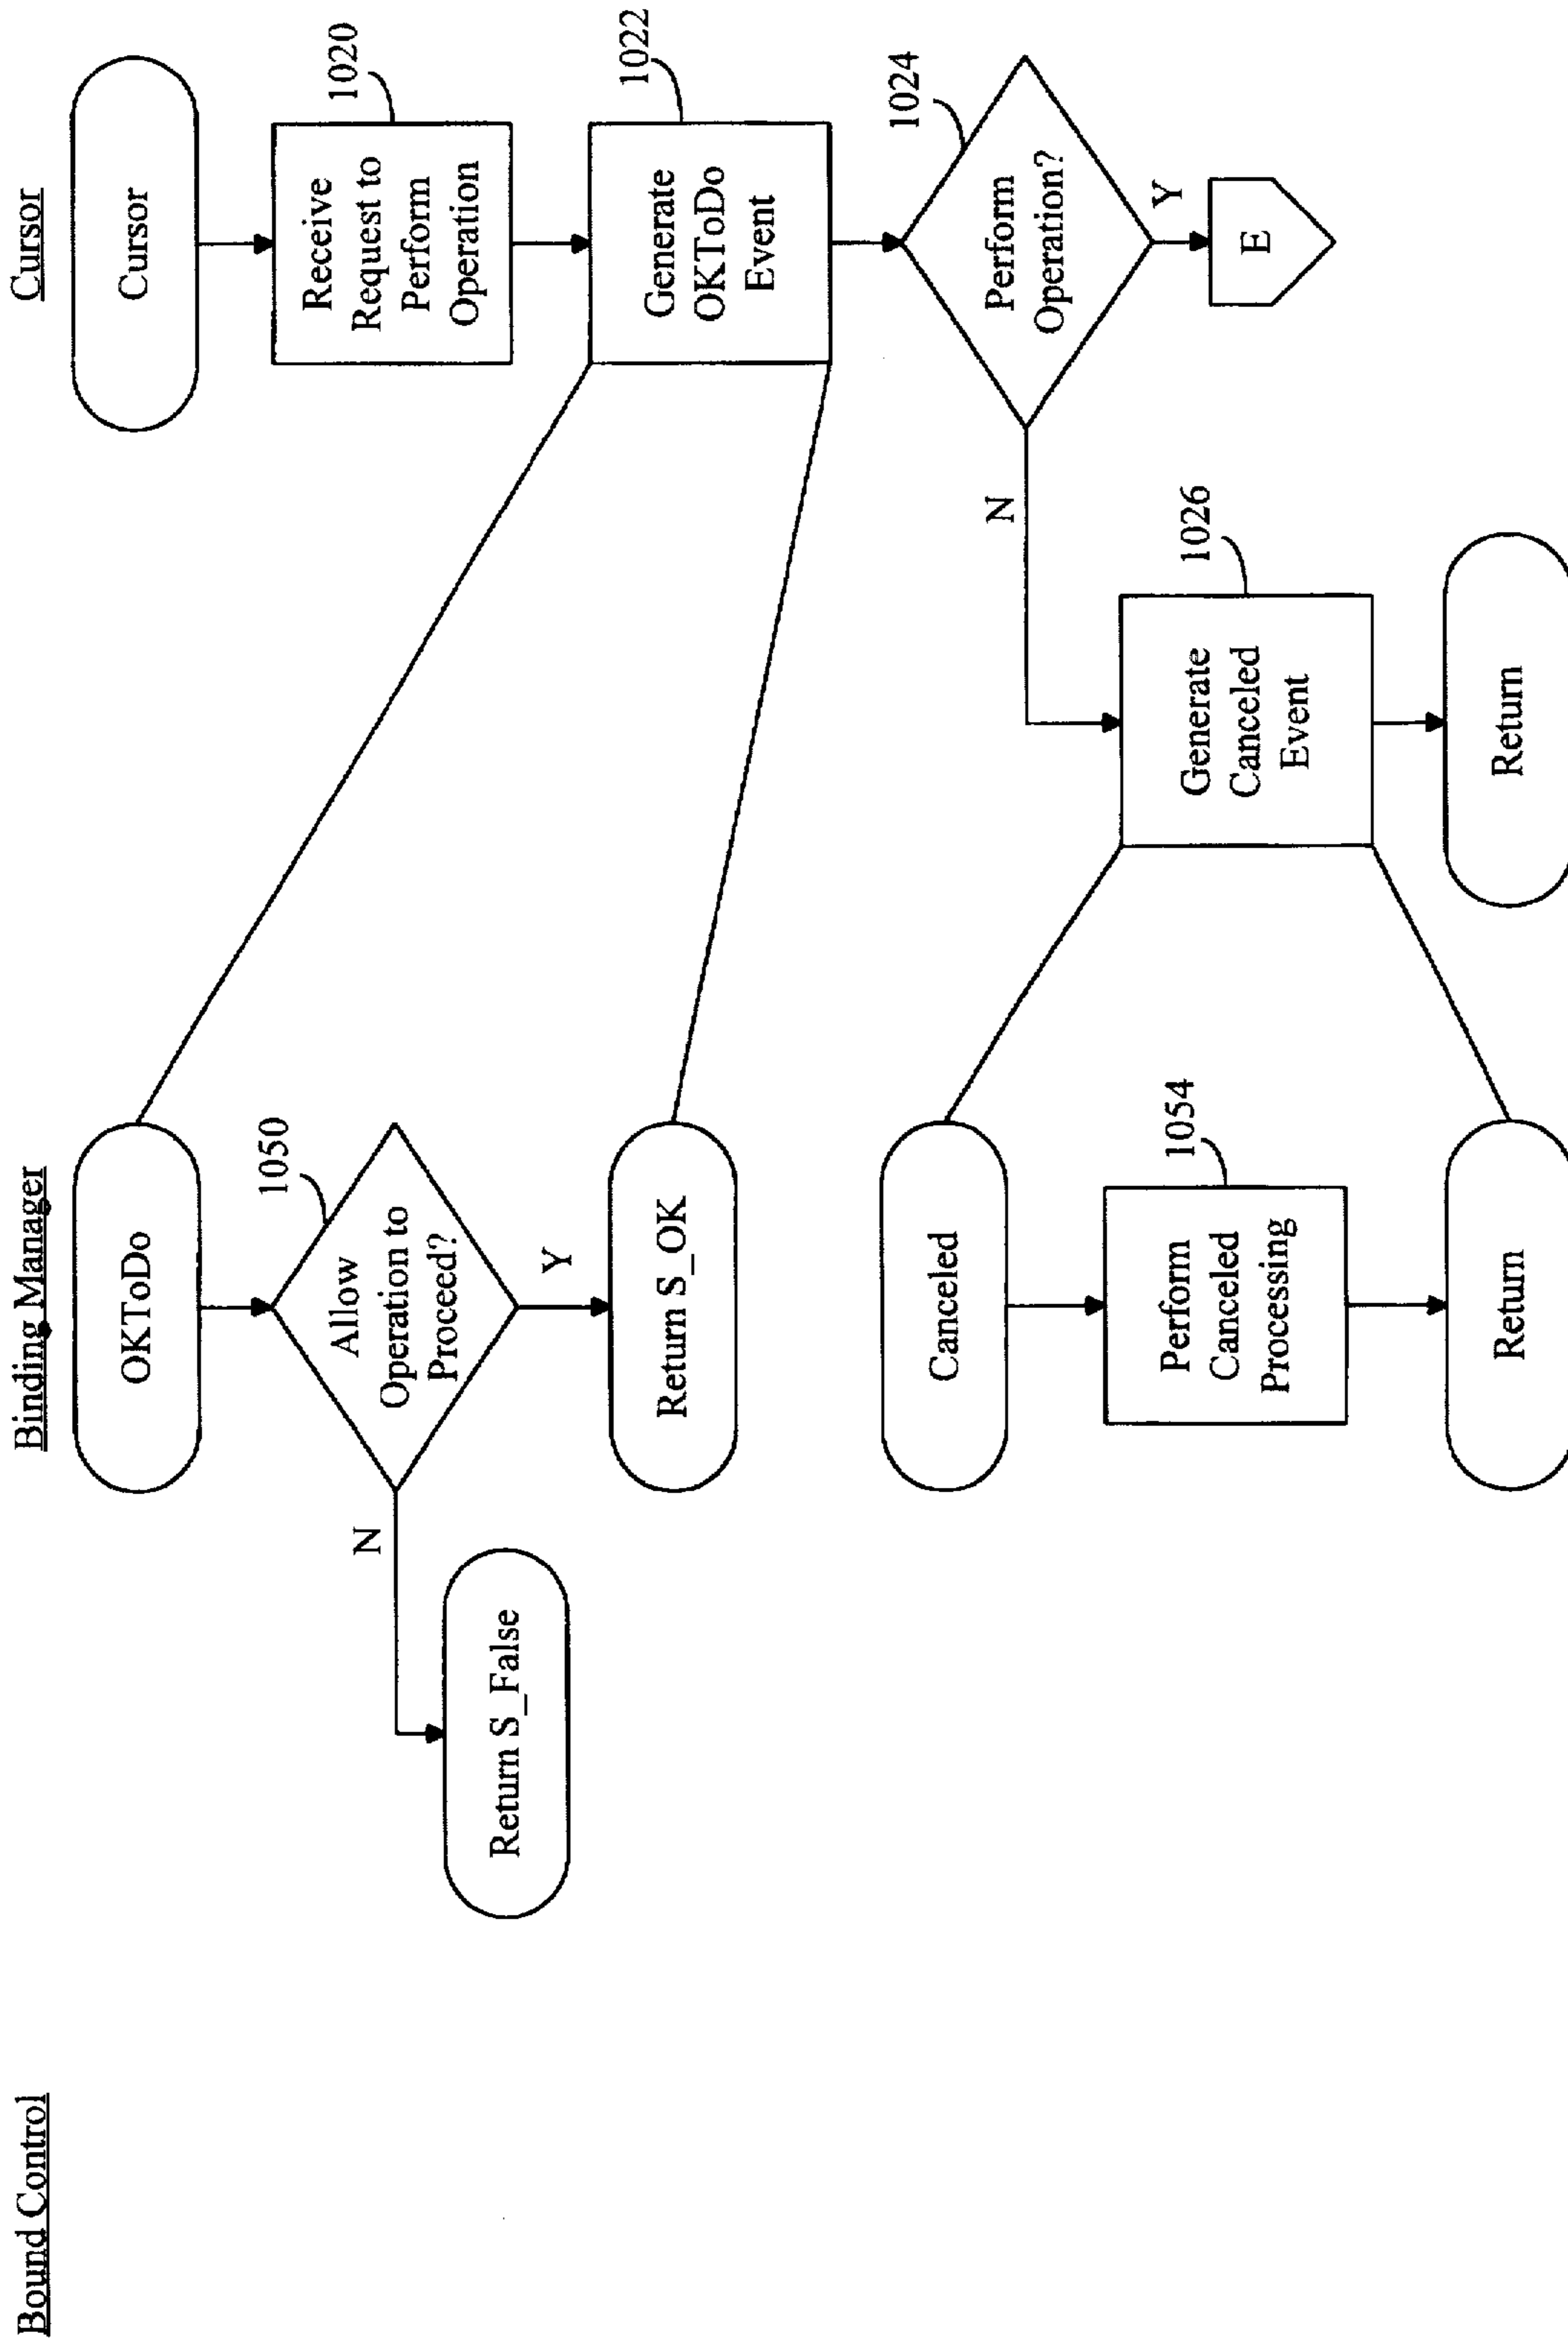 Bound Control
Binding Manager
Cursor
OKToDo
1050
Allow
Operation to
Proceed?
N
Y
Return S_False
Return S_OK
Canceled
1054
Perform
Canceled
Processing
Return
Cursor
1020
Receive
Request to
Perform
Operation
1022
Generate
OKToDo
Event
1024
Perform
Operation?
N
Y
E
1026
Generate
Canceled
Event
Return